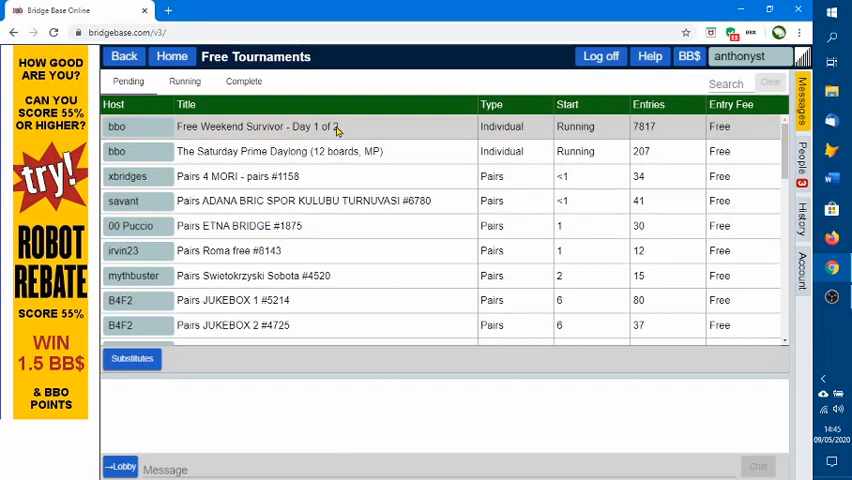 Bridge Base Online
bridgebase.com/v3/
HOW GOOD
ARE YOU?
CAN YOU
SCORE 55%
OR HIGHER?
try!
ROBOT
REBATE
SCORE 55%
WIN
1.5 BB$
& BBO
POINTS
Back Home Free Tournaments Log off Help BB$ anthonyst
Pending Running Complete Search Clear
Host Title Type Start Entries Entry Fee
bbo Free Weekend Survivor - Day 1 of 2 Individual Running 7817 Free
bbo The Saturday Prime Daylong (12 boards, MP) Individual Running 207 Free
xbridges Pairs 4 MORI - pairs #1158 Pairs <1 34 Free
savant Pairs ADANA BRIC SPOR KULUBU TURNUVASI #6780 Pairs <1 41 Free
00 Puccio Pairs ETNA BRIDGE #1875 Pairs 1 30 Free
irvin23 Pairs Roma free #8143 Pairs 1 12 Free
mythbuster Pairs Swietokrzyski Sobota #4520 Pairs 2 15 Free
B4F2 Pairs JUKEBOX 1 #5214 Pairs 6 80 Free
B4F2 Pairs JUKEBOX 2 #4725 Pairs 6 37 Free
Substitutes
→Lobby Message Chat
Messages
People 3
History
Account
14:45
09/05/2020